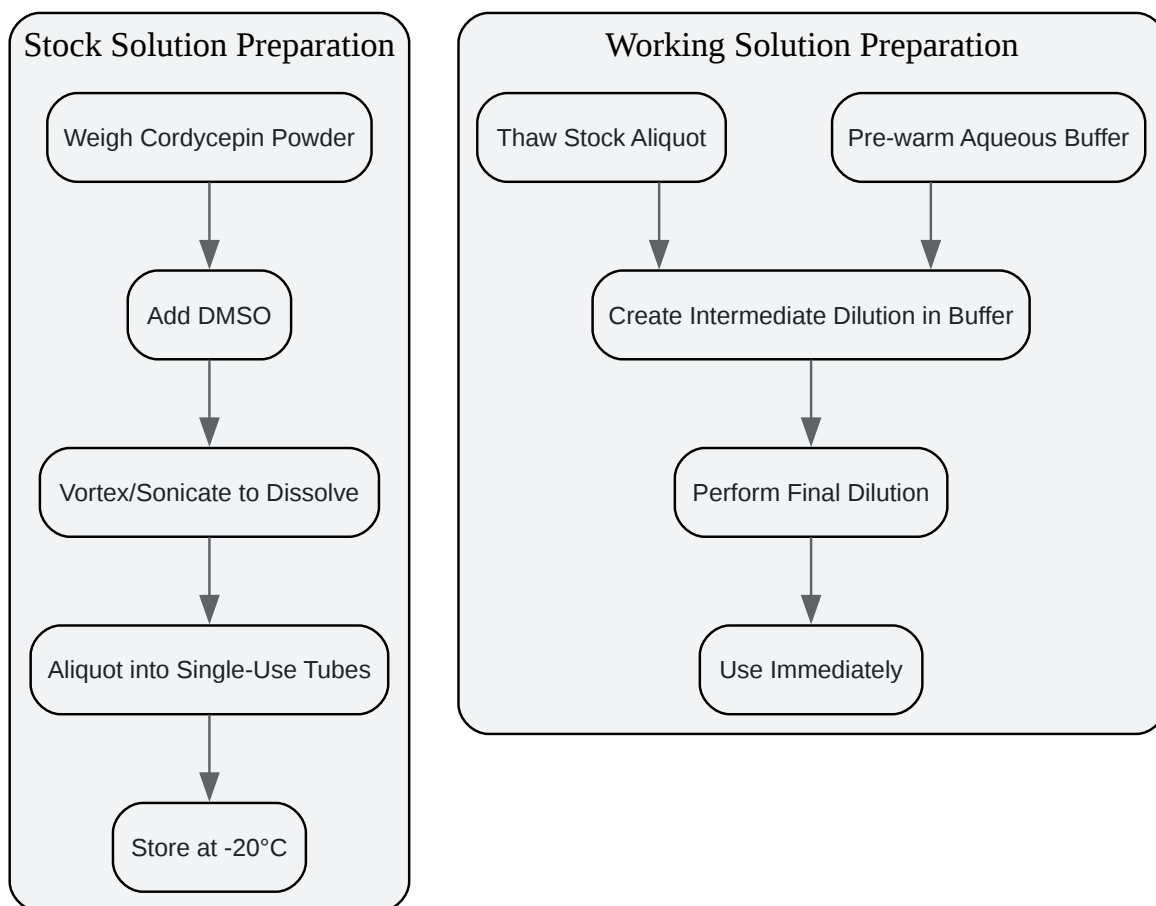 Stock Solution Preparation
Weigh Cordycepin Powder
Add DMSO
Vortex/Sonicate to Dissolve
Aliquot into Single-Use Tubes
Store at -20°C
Working Solution Preparation
Thaw Stock Aliquot
Pre-warm Aqueous Buffer
Create Intermediate Dilution in Buffer
Perform Final Dilution
Use Immediately